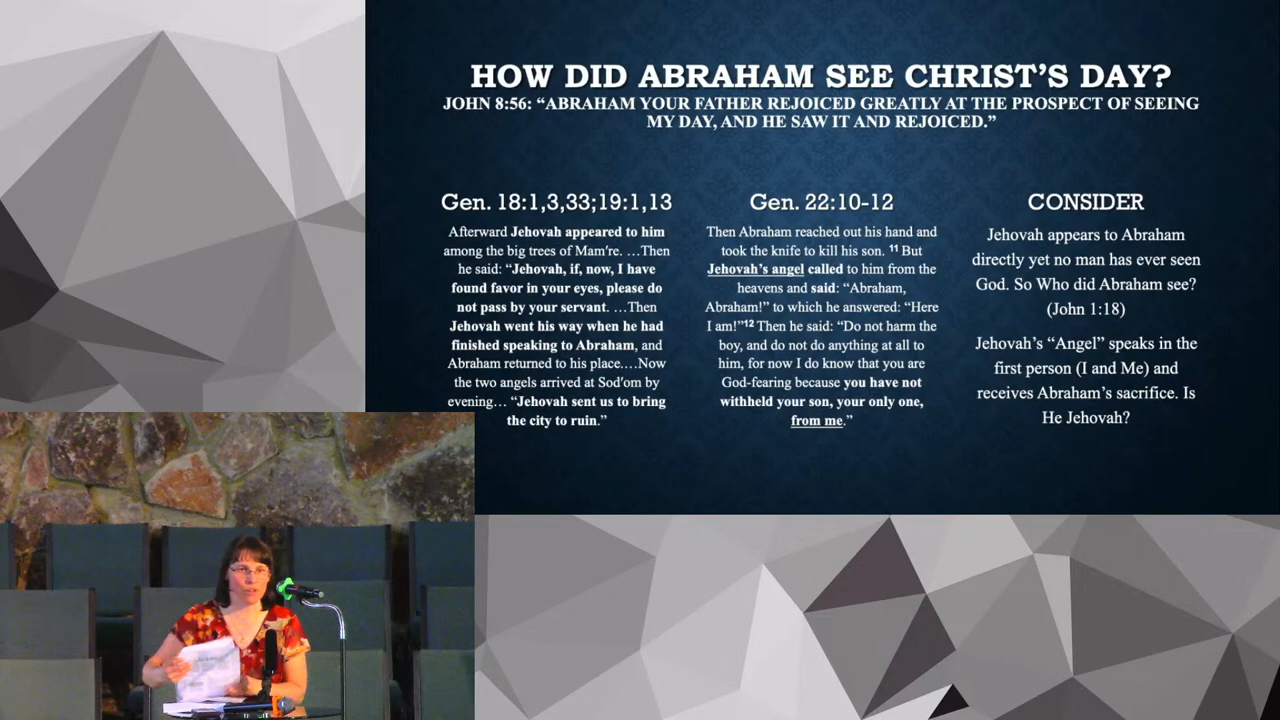 HOW DID ABRAHAM SEE CHRIST'S DAY?
JOHN 8:56: “ABRAHAM YOUR FATHER REJOICED GREATLY AT THE PROSPECT OF SEEING
MY DAY, AND HE SAW IT AND REJOICED.”
Gen. 18:1,3,33;19:1,13
Afterward Jehovah appeared to him
among the big trees of Mam′re. …Then
he said: “Jehovah, if, now, I have
found favor in your eyes, please do
not pass by your servant. …Then
Jehovah went his way when he had
finished speaking to Abraham, and
Abraham returned to his place.…Now
the two angels arrived at Sod′om by
evening… “Jehovah sent us to bring
the city to ruin.”
Gen. 22:10-12
Then Abraham reached out his hand and
took the knife to kill his son. 11 But
Jehovah’s angel called to him from the
heavens and said: “Abraham,
Abraham!” to which he answered: “Here
I am!”12 Then he said: “Do not harm the
boy, and do not do anything at all to
him, for now I do know that you are
God-fearing because you have not
withheld your son, your only one,
from me.”
CONSIDER
Jehovah appears to Abraham
directly yet no man has ever seen
God. So Who did Abraham see?
(John 1:18)
Jehovah’s “Angel” speaks in the
first person (I and Me) and
receives Abraham’s sacrifice. Is
He Jehovah?